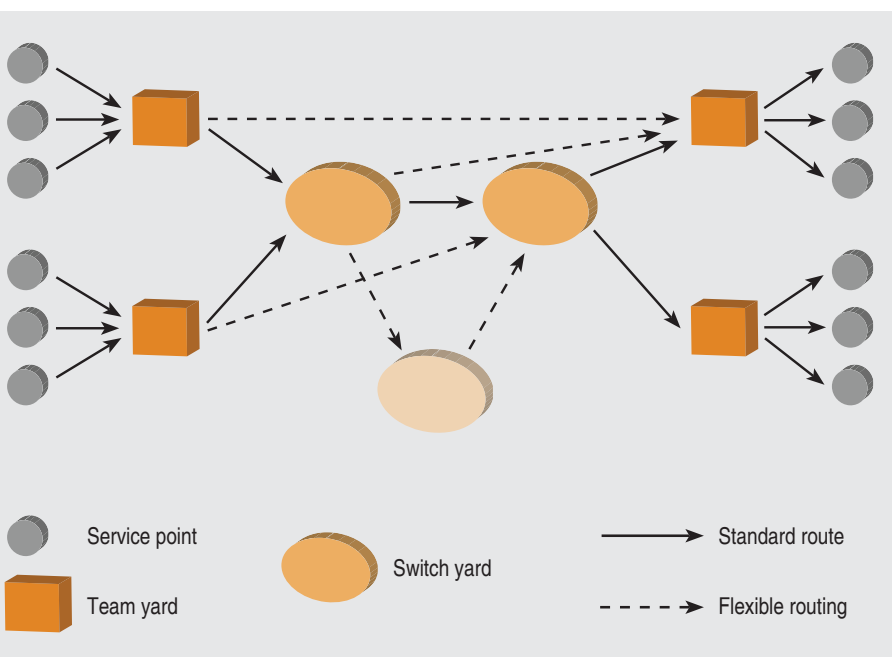 Service point
Team yard
Switch yard
Standard route
Flexible routing